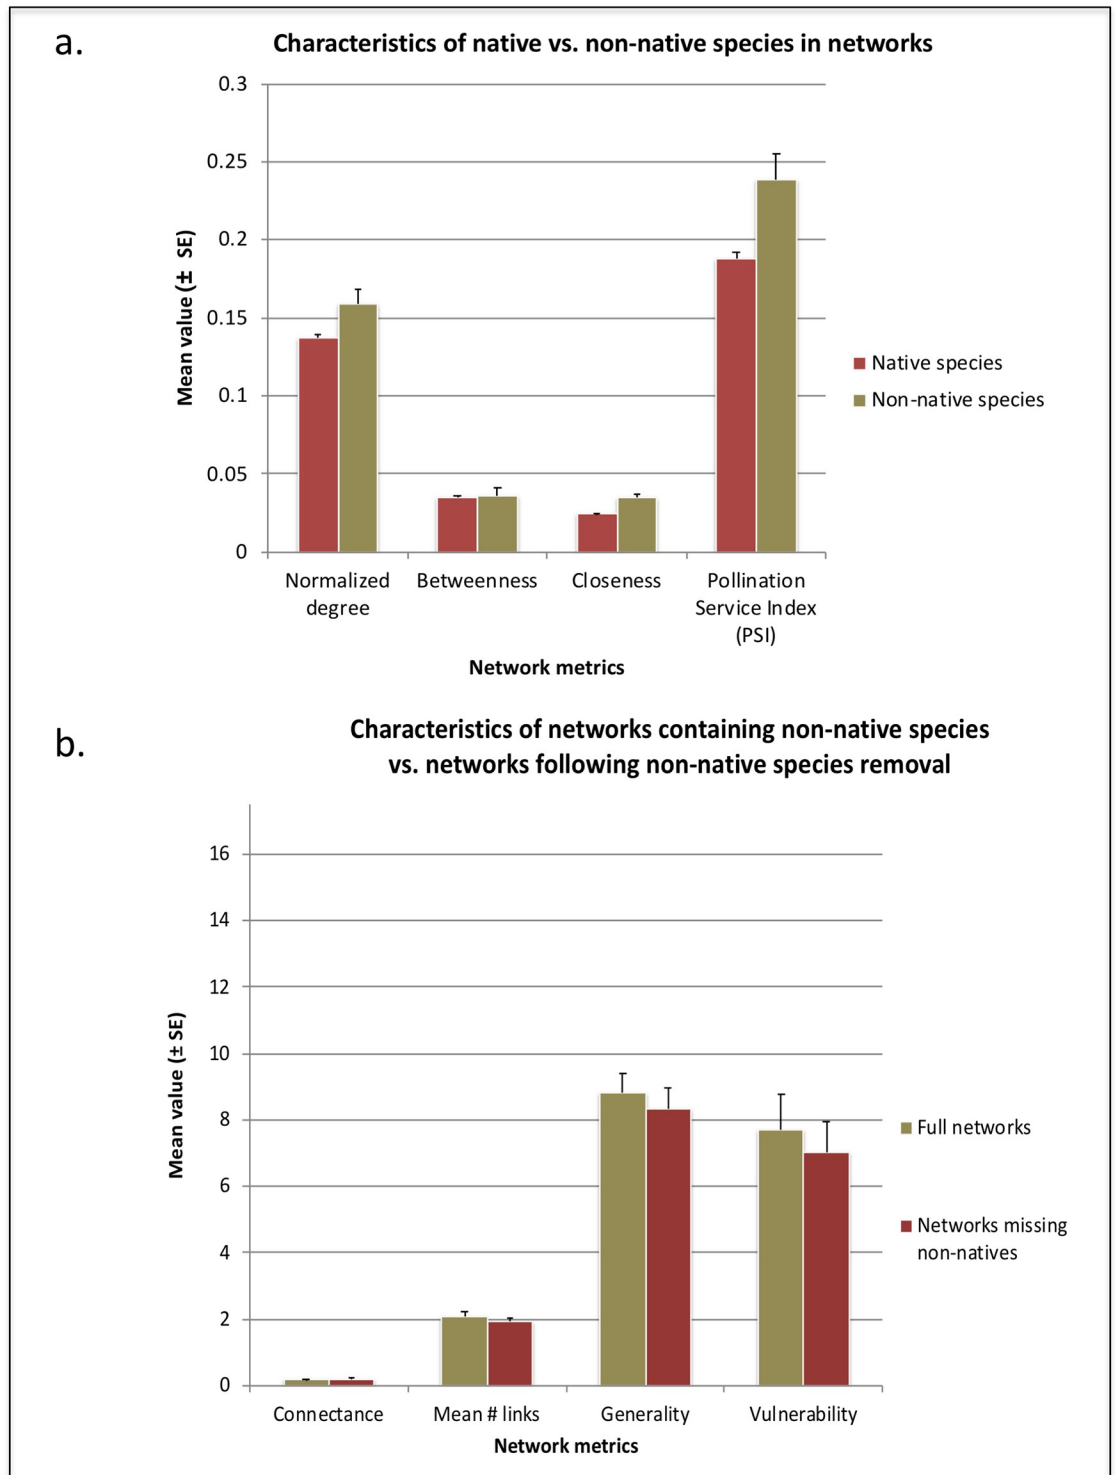 a.
Characteristics of native vs. non-native species in networks
0.3
0.25
0.2
0.15
0.1
0.05
0
Mean value (± SE)
Native species
Non-native species
Normalized degree
Betweenness
Closeness
Pollination Service Index (PSI)
Network metrics
b.
Characteristics of networks containing non-native species
vs. networks following non-native species removal
16
14
12
10
8
6
4
2
0
Mean value (± SE)
Full networks
Networks missing
non-natives
Connectance
Mean # links
Generality
Vulnerability
Network metrics